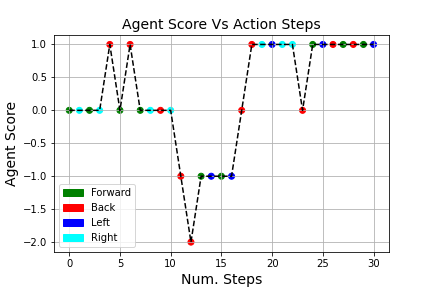 Agent Score Vs Action Steps
Agent Score
1.0
0.5
0.0
−0.5
−1.0
−1.5
−2.0
Forward
Back
Left
Right
0 5 10 15 20 25 30
Num. Steps